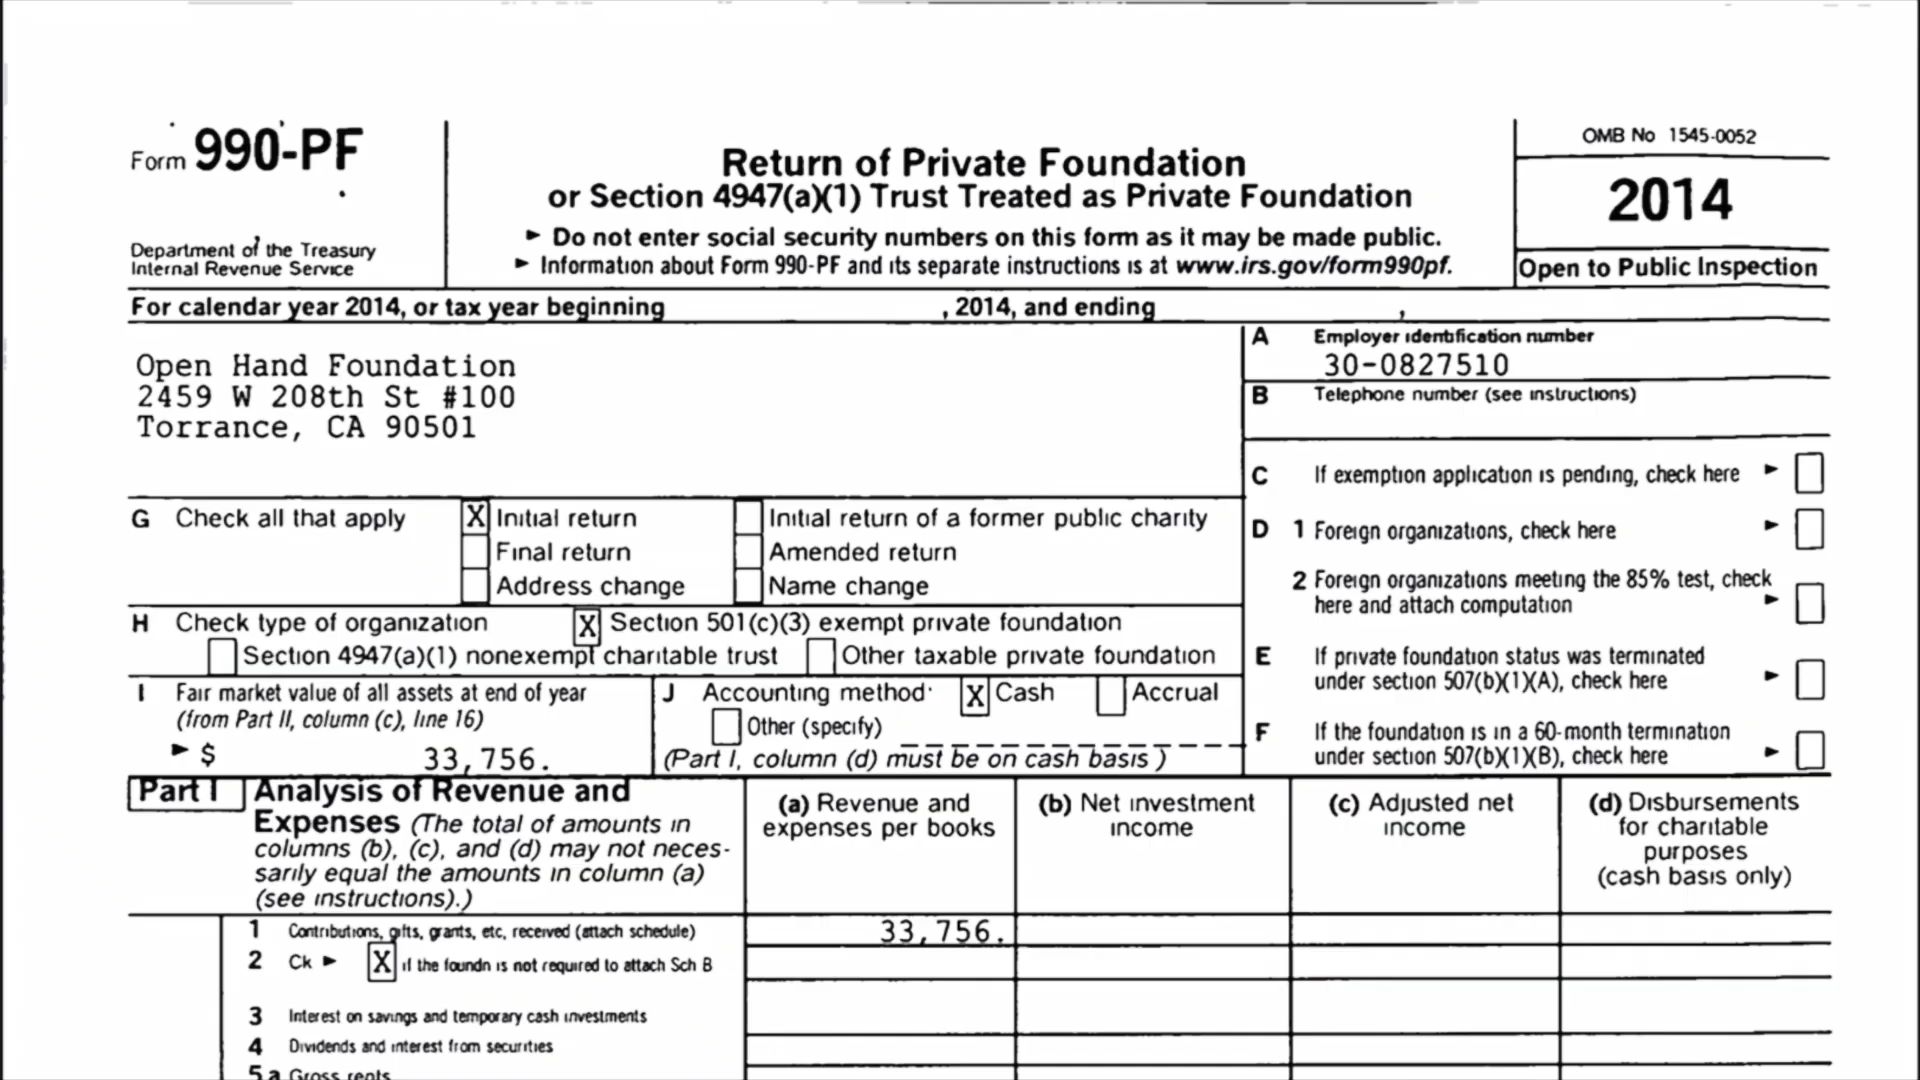 Form 990-PF
Department of the Treasury
Internal Revenue Service
Return of Private Foundation
or Section 4947(a)(1) Trust Treated as Private Foundation
► Do not enter social security numbers on this form as it may be made public.
► Information about Form 990-PF and its separate instructions is at www.irs.gov/form990pf.
OMB No 1545-0052
2014
Open to Public Inspection
For calendar year 2014, or tax year beginning , 2014, and ending ,
Open Hand Foundation
2459 W 208th St #100
Torrance, CA 90501
A Employer identification number
30-0827510
B Telephone number (see instructions)
C If exemption application is pending, check here ►
D 1 Foreign organizations, check here ►
2 Foreign organizations meeting the 85% test, check
here and attach computation ►
E If private foundation status was terminated
under section 507(b)(1)(A), check here ►
F If the foundation is in a 60-month termination
under section 507(b)(1)(B), check here ►
G Check all that apply X Initial return Initial return of a former public charity
Final return Amended return
Address change Name change
H Check type of organization X Section 501(c)(3) exempt private foundation
Section 4947(a)(1) nonexempt charitable trust Other taxable private foundation
I Fair market value of all assets at end of year
(from Part II, column (c), line 16)
► $ 33,756.
J Accounting method X Cash Accrual
Other (specify)
(Part I, column (d) must be on cash basis )
Part I Analysis of Revenue and
Expenses (The total of amounts in
columns (b), (c), and (d) may not neces-
sarily equal the amounts in column (a)
(see instructions).)
(a) Revenue and
expenses per books
(b) Net investment
income
(c) Adjusted net
income
(d) Disbursements
for charitable
purposes
(cash basis only)
1 Contributions, gifts, grants, etc, received (attach schedule) 33,756.
2 Ck ► X if the foundn is not required to attach Sch B
3 Interest on savings and temporary cash investments
4 Dividends and interest from securities
5a Gross rents